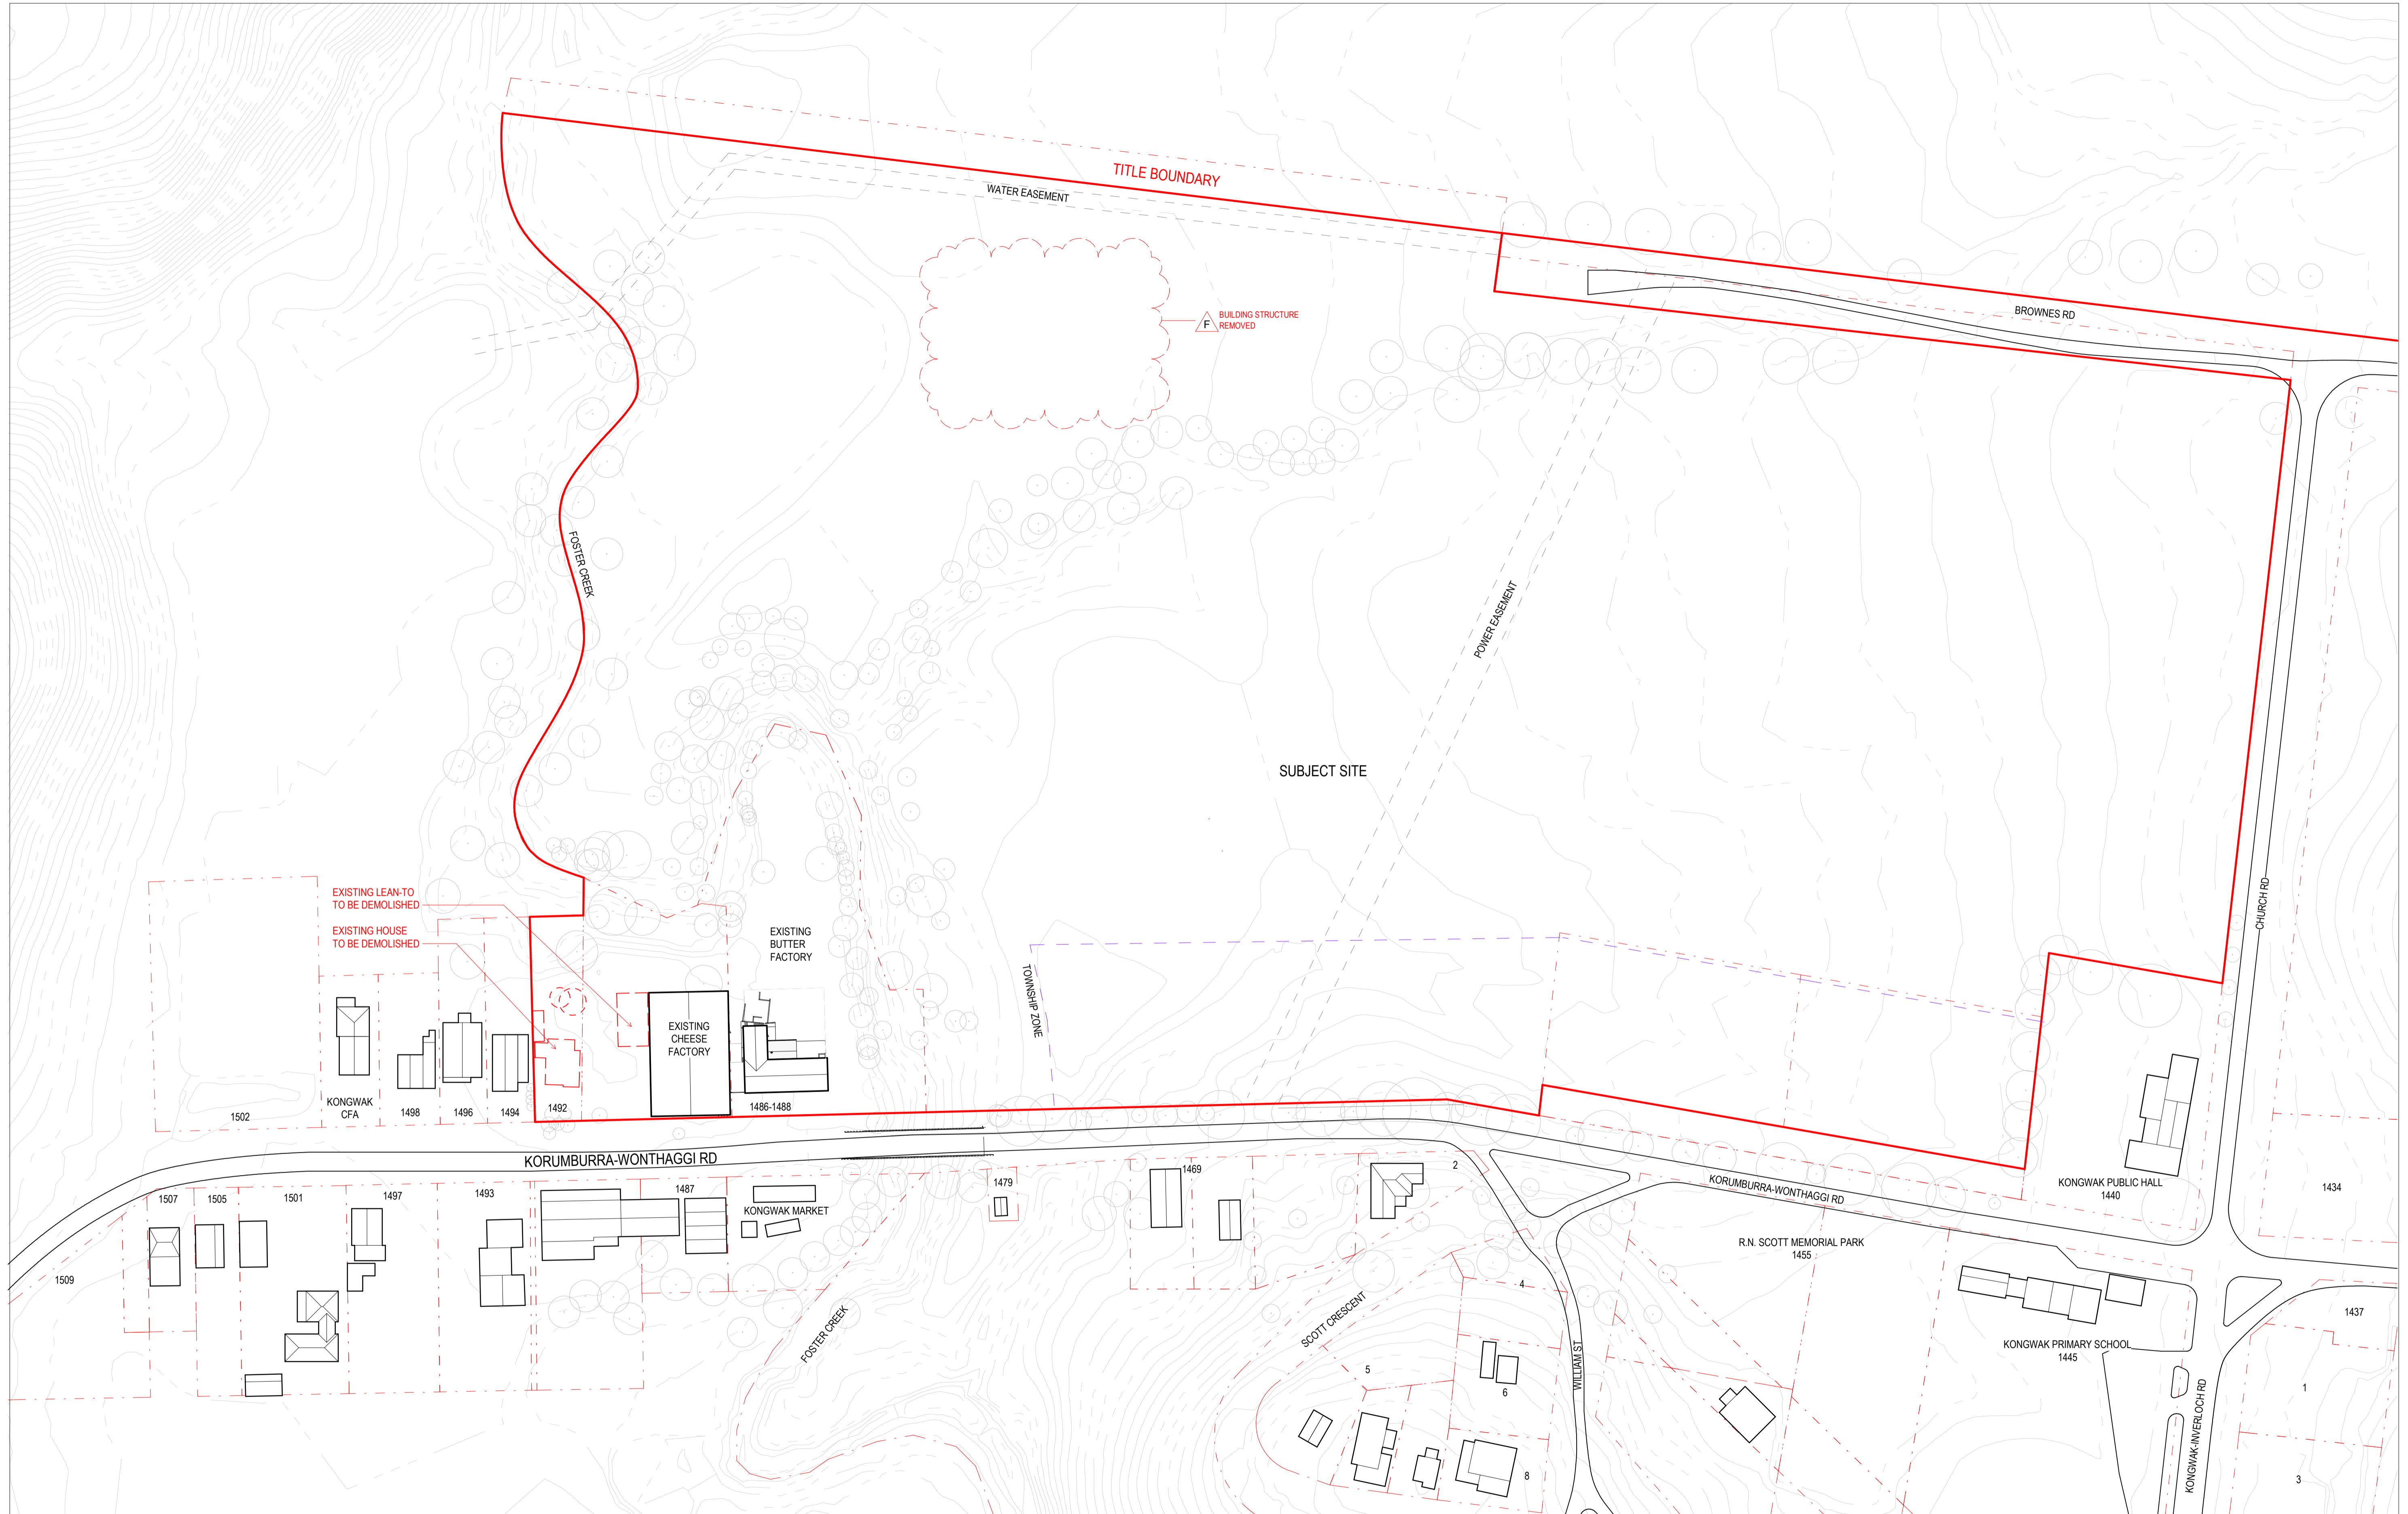 TITLE BOUNDARY
WATER EASEMENT
F
BUILDING STRUCTURE
REMOVED
BROWNES RD
FOSTER CREEK
POWER EASEMENT
SUBJECT SITE
CHURCH RD
EXISTING LEAN-TO
TO BE DEMOLISHED
EXISTING HOUSE
TO BE DEMOLISHED
EXISTING
BUTTER
FACTORY
TOWNSHIP ZONE
EXISTING
CHEESE
FACTORY
1502
KONGWAK
CFA
1498
1496
1494
1492
1486-1488
KORUMBURRA-WONTHAGGI RD
1507
1505
1501
1497
1493
1487
KONGWAK MARKET
1479
1469
2
KORUMBURRA-WONTHAGGI RD
KONGWAK PUBLIC HALL
1440
1434
1509
R.N. SCOTT MEMORIAL PARK
1455
4
SCOTT CRESCENT
FOSTER CREEK
WILLIAM ST
5
6
8
KONGWAK PRIMARY SCHOOL
1445
1437
1
KONGWAK-INVERLOCH RD
3